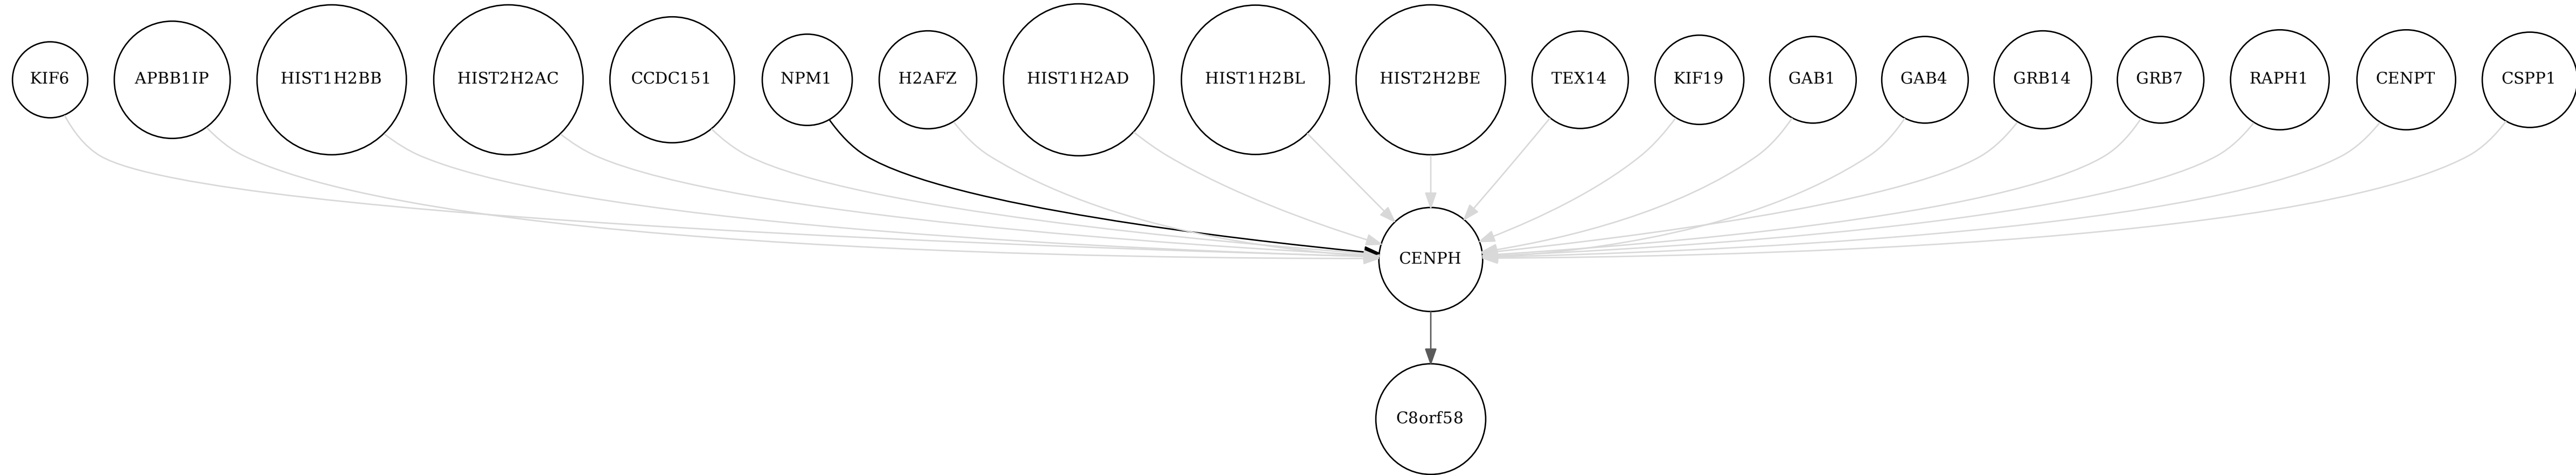 KIF6
APBB1IP
HIST1H2BB
HIST2H2AC
CCDC151
NPM1
H2AFZ
HIST1H2AD
HIST1H2BL
HIST2H2BE
TEX14
KIF19
GAB1
GAB4
GRB14
GRB7
RAPH1
CENPT
CSPP1
CENPH
C8orf58